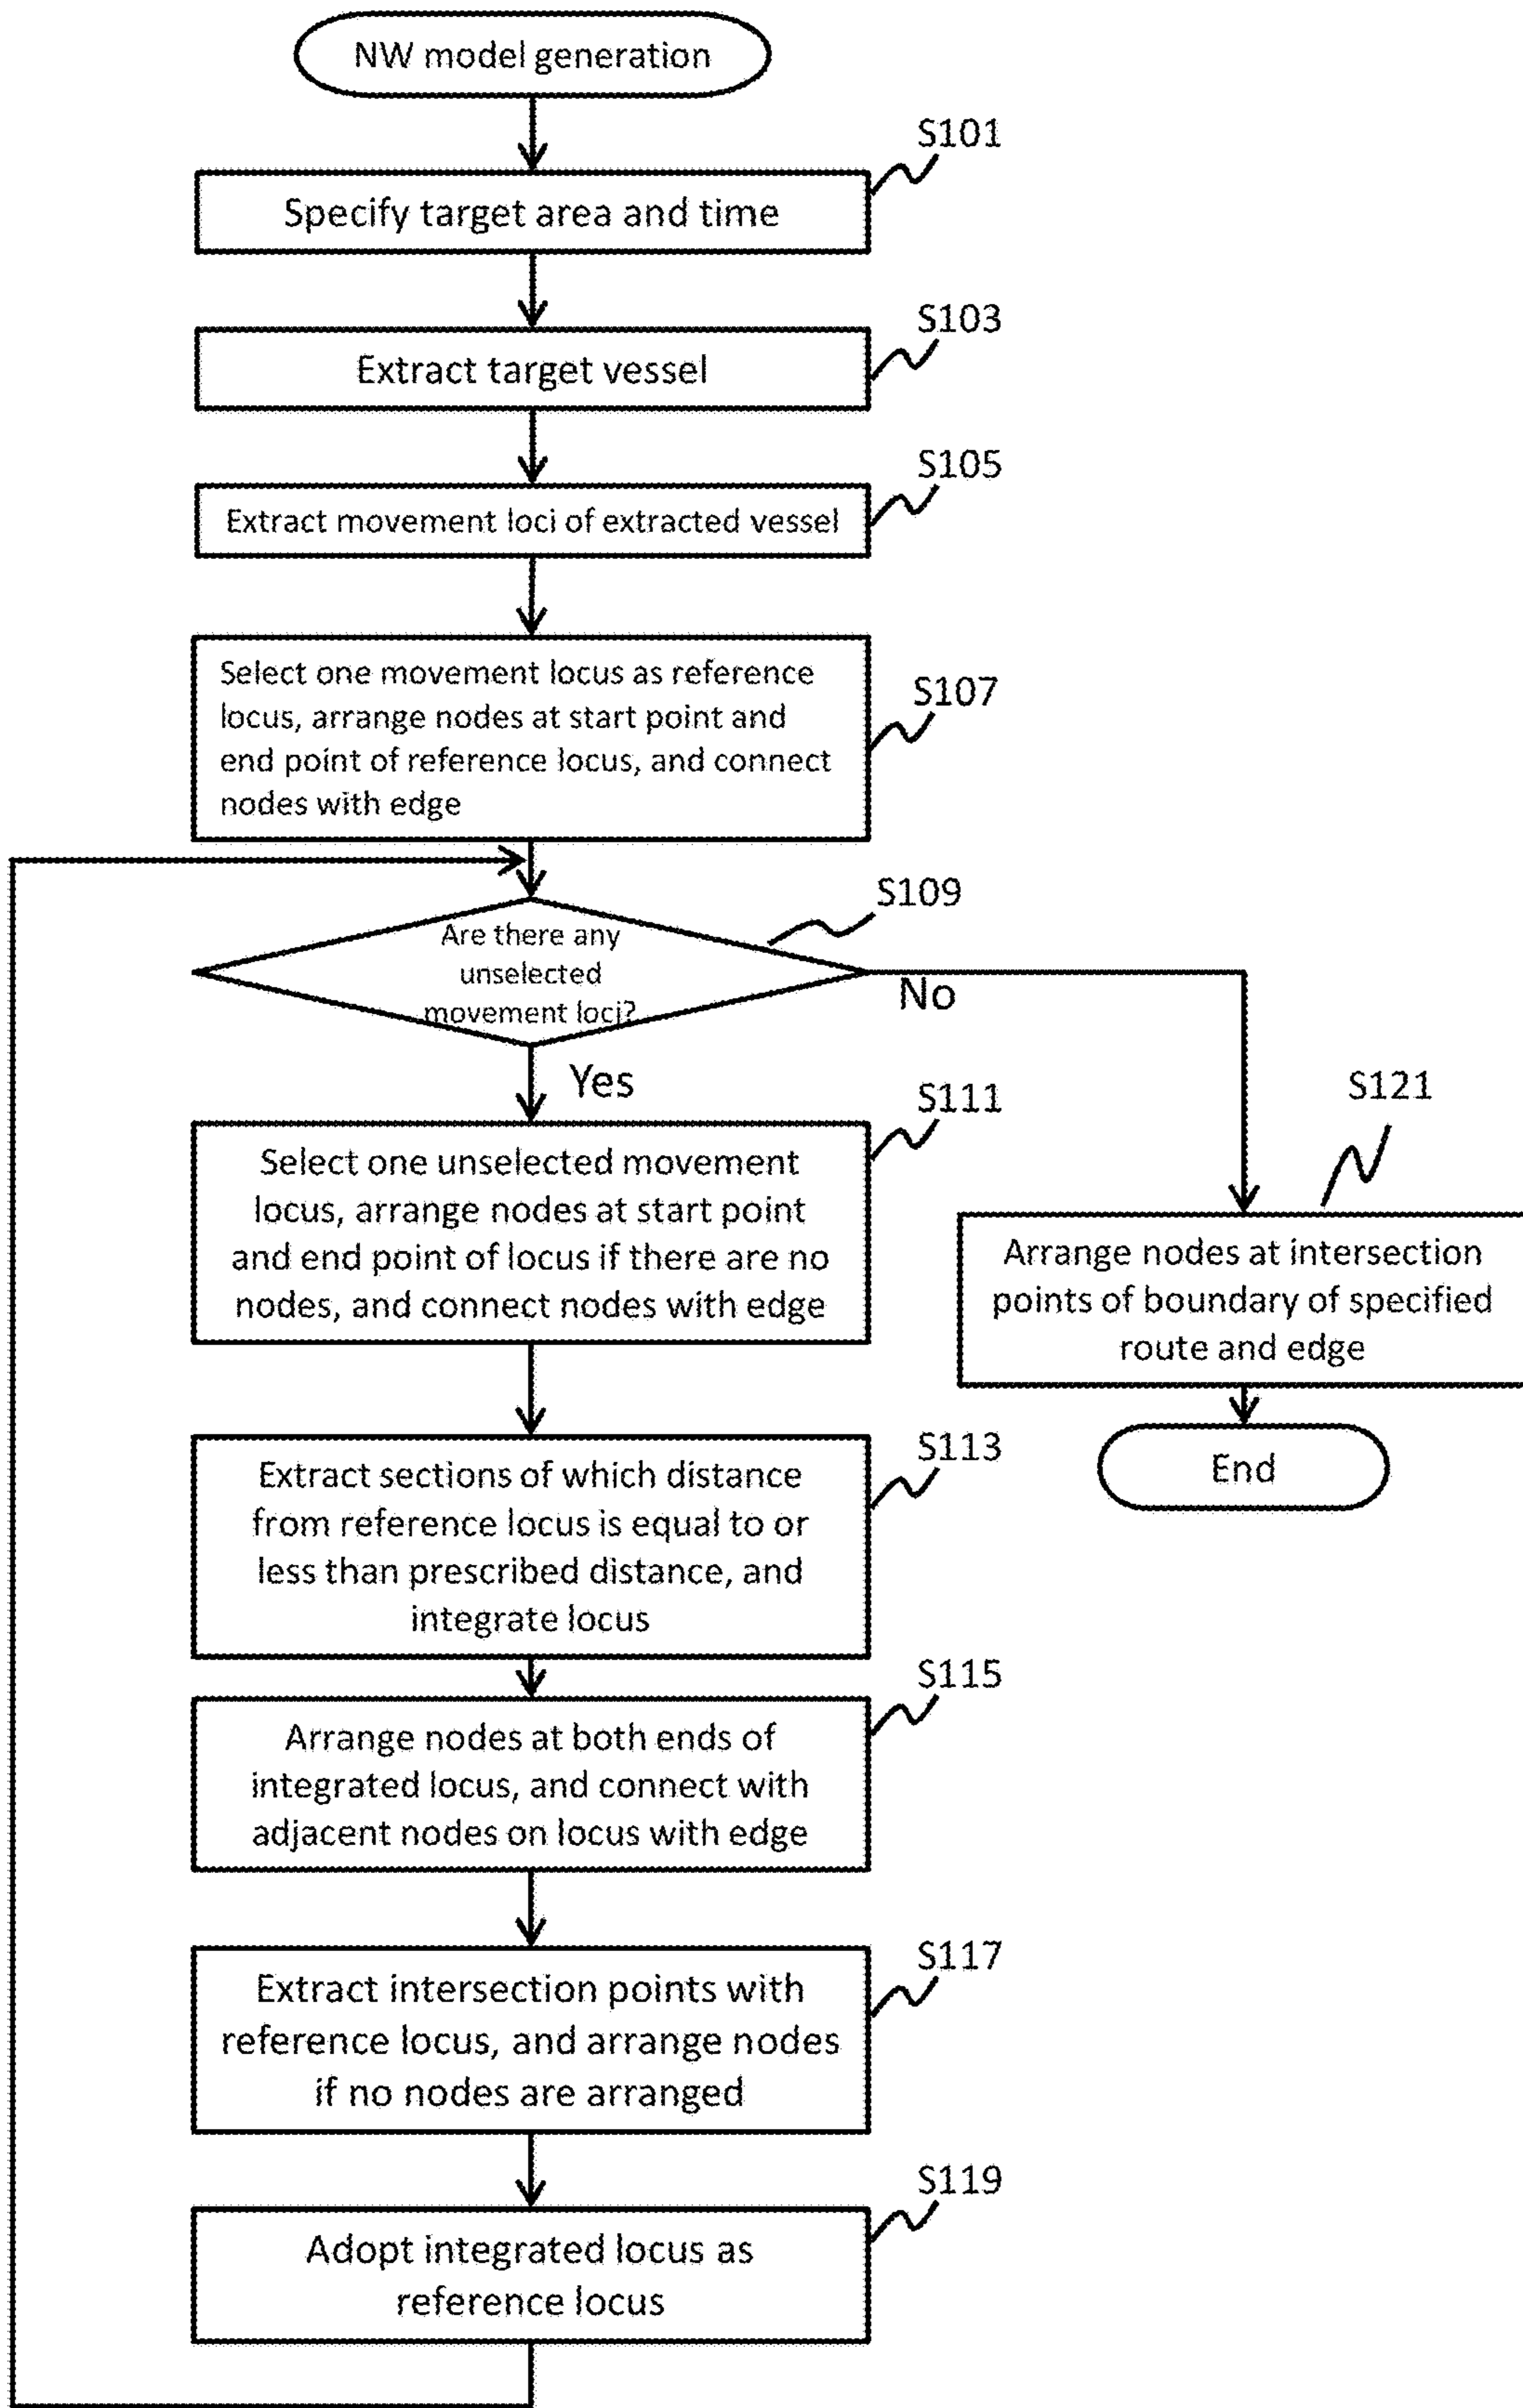 NW model generation
S101
Specify target area and time
S103
Extract target vessel
S105
Extract movement loci of extracted vessel
S107
Select one movement locus as reference
locus, arrange nodes at start point and
end point of reference locus, and connect
nodes with edge
S109
Are there any
unselected
movement loci?
No
Yes
S111
Select one unselected movement
locus, arrange nodes at start point
and end point of locus if there are no
nodes, and connect nodes with edge
S121
Arrange nodes at intersection
points of boundary of specified
route and edge
End
S113
Extract sections of which distance
from reference locus is equal to or
less than prescribed distance, and
integrate locus
S115
Arrange nodes at both ends of
integrated locus, and connect with
adjacent nodes on locus with edge
S117
Extract intersection points with
reference locus, and arrange nodes
if no nodes are arranged
S119
Adopt integrated locus as
reference locus